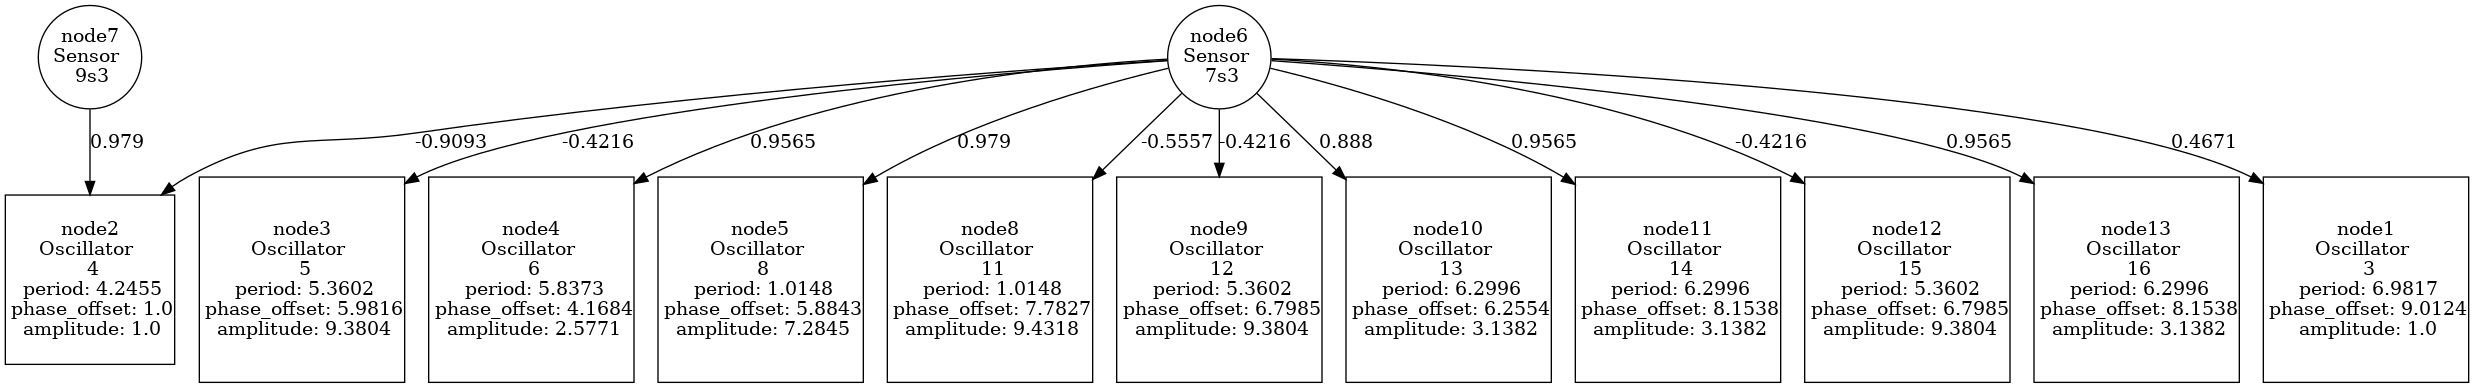 node7
Sensor
9s3
node6
Sensor
7s3
0.979
-0.9093
-0.4216
0.9565
0.979
-0.5557
-0.4216
0.888
0.9565
-0.4216
0.9565
0.4671
node2
Oscillator
4
period: 4.2455
phase_offset: 1.0
amplitude: 1.0
node3
Oscillator
5
period: 5.3602
phase_offset: 5.9816
amplitude: 9.3804
node4
Oscillator
6
period: 5.8373
phase_offset: 4.1684
amplitude: 2.5771
node5
Oscillator
8
period: 1.0148
phase_offset: 5.8843
amplitude: 7.2845
node8
Oscillator
11
period: 1.0148
phase_offset: 7.7827
amplitude: 9.4318
node9
Oscillator
12
period: 5.3602
phase_offset: 6.7985
amplitude: 9.3804
node10
Oscillator
13
period: 6.2996
phase_offset: 6.2554
amplitude: 3.1382
node11
Oscillator
14
period: 6.2996
phase_offset: 8.1538
amplitude: 3.1382
node12
Oscillator
15
period: 5.3602
phase_offset: 6.7985
amplitude: 9.3804
node13
Oscillator
16
period: 6.2996
phase_offset: 8.1538
amplitude: 3.1382
node1
Oscillator
3
period: 6.9817
phase_offset: 9.0124
amplitude: 1.0